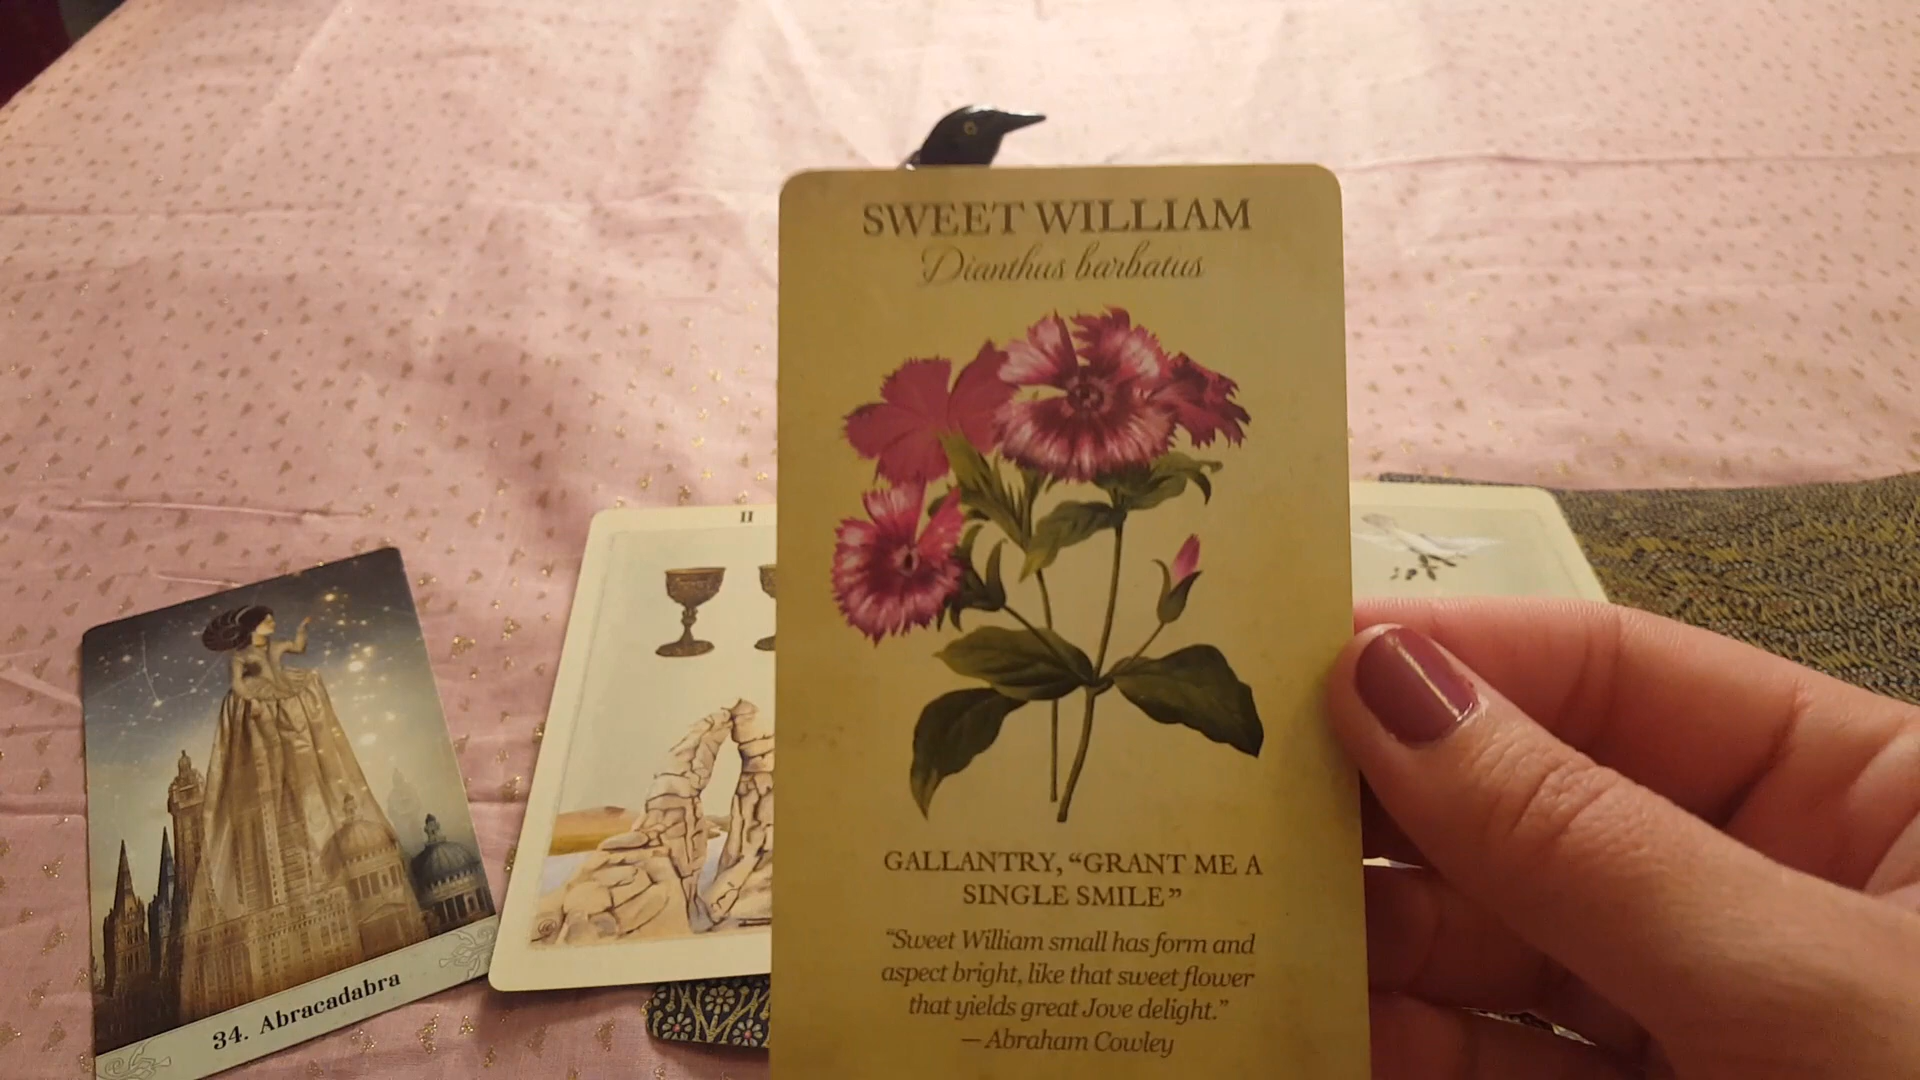 SWEET WILLIAM
Dianthus barbatus
GALLANTRY, “GRANT ME A
SINGLE SMILE”
“Sweet William small has form and
aspect bright, like that sweet flower
that yields great Jove delight.”
— Abraham Cowley
II
34. Abracadabra